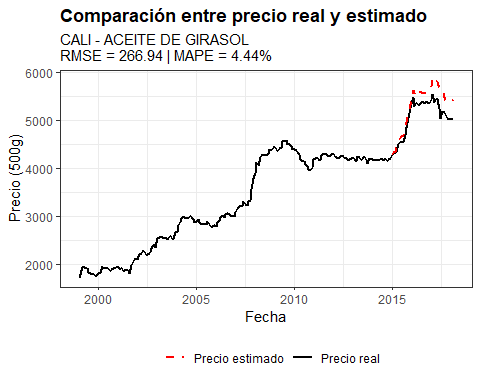 Comparación entre precio real y estimado
CALI - ACEITE DE GIRASOL
RMSE = 266.94 | MAPE = 4.44%
Precio (500g)
6000
5000
4000
3000
2000
2000 2005 2010 2015
Fecha
Precio estimado Precio real